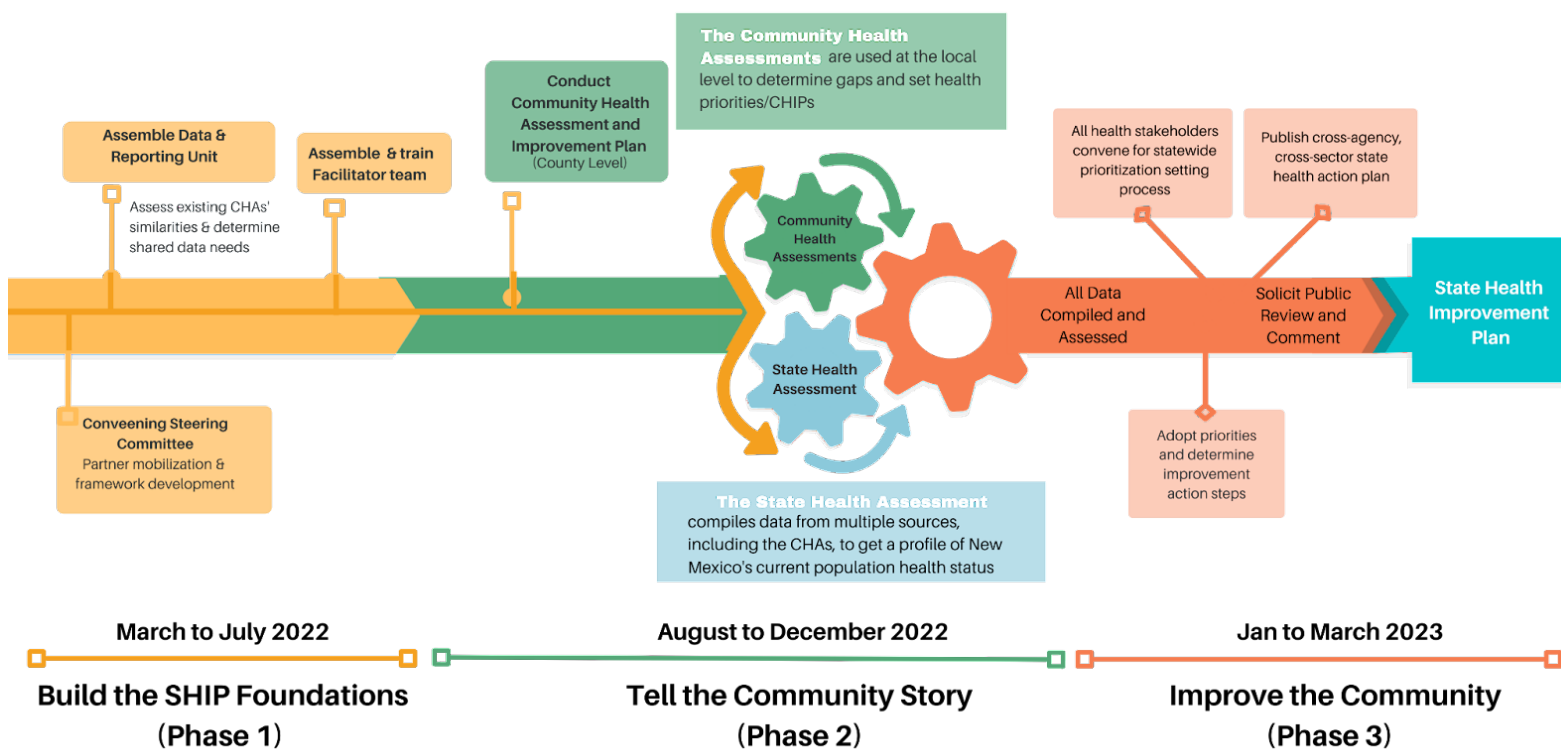 The Community Health
Assessments are used at the local
level to determine gaps and set health
priorities/CHIPs
Conduct
Community Health
Assessment and
Improvement Plan
(County Level)
Assemble Data &
Reporting Unit
Assemble & train
Facilitator team
Assess existing CHAs'
similarities & determine
shared data needs
All health stakeholders
convene for statewide
prioritization setting
process
Publish cross-agency,
cross-sector state
health action plan
Community
Health
Assessments
State Health
Assessment
All Data
Compiled and
Assessed
Solicit Public
Review and
Comment
State Health
Improvement
Plan
Conveening Steering
Committee
Partner mobilization &
framework development
Adopt priorities
and determine
improvement
action steps
The State Health Assessment
compiles data from multiple sources,
including the CHAs, to get a profile of New
Mexico's current population health status
March to July 2022
August to December 2022
Jan to March 2023
Build the SHIP Foundations
(Phase 1)
Tell the Community Story
(Phase 2)
Improve the Community
(Phase 3)